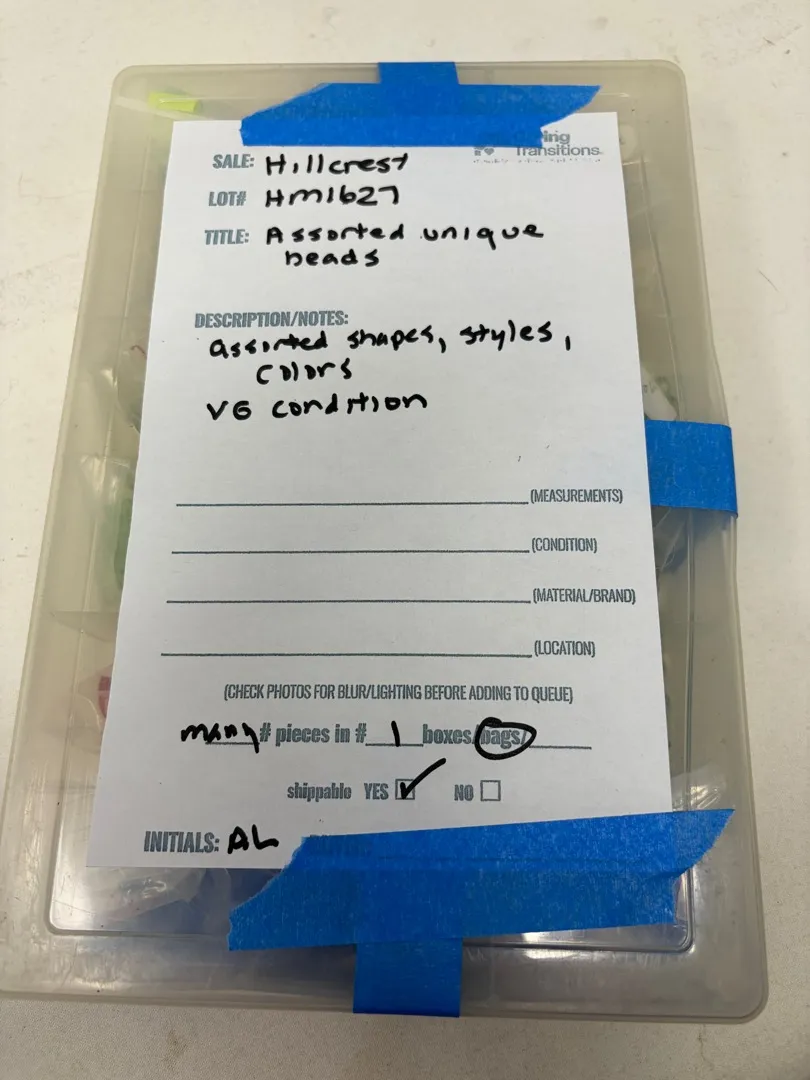 Transitions
SALE: Hillcrest
LOT# HM1627
TITLE: Assorted unique
beads
DESCRIPTION/NOTES:
assorted shapes, styles,
colors
VG condition
(MEASUREMENTS)
(CONDITION)
(MATERIAL/BRAND)
(LOCATION)
(CHECK PHOTOS FOR BLUR/LIGHTING BEFORE ADDING TO QUEUE)
many # pieces in # 1 boxes/bags/
shippable YES NO
INITIALS: AL